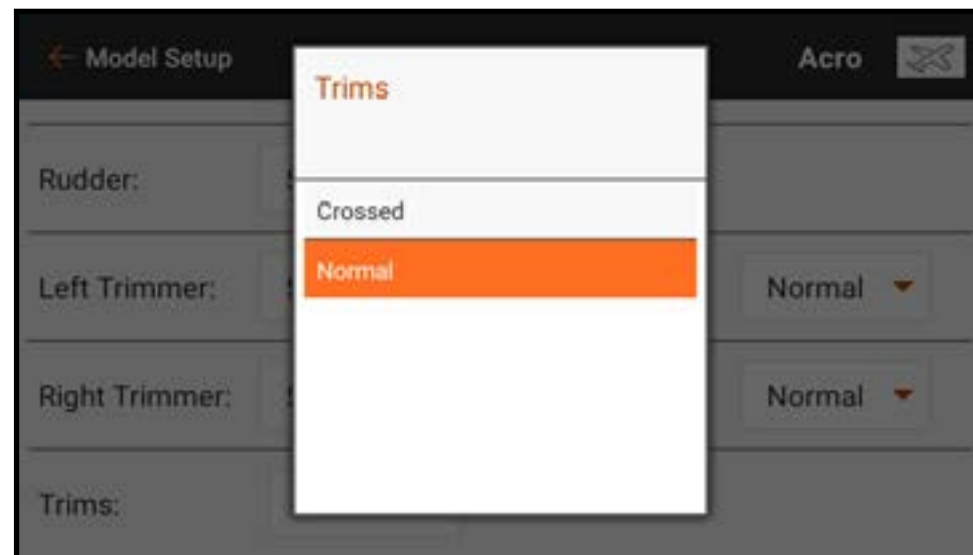 ← Model Setup
Acro
Trims
Crossed
Normal
Rudder:
Left Trimmer:
Normal
Right Trimmer:
Normal
Trims: